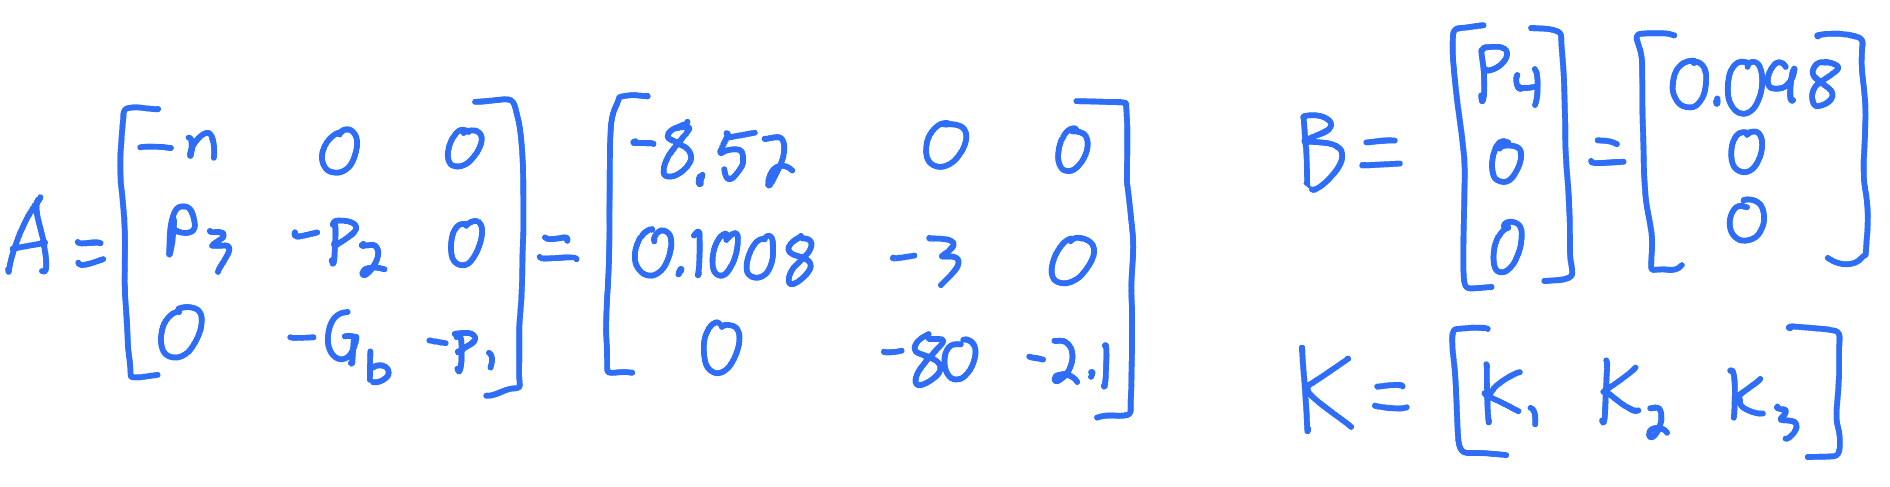 A = [-n 0 0; P3 -P2 0; 0 -Gb -P1] = [-8.52 0 0; 0.1008 -3 0; 0 -80 -2.1]
B = [P4; 0; 0] = [0.098; 0; 0]
K = [K1 K2 K3]